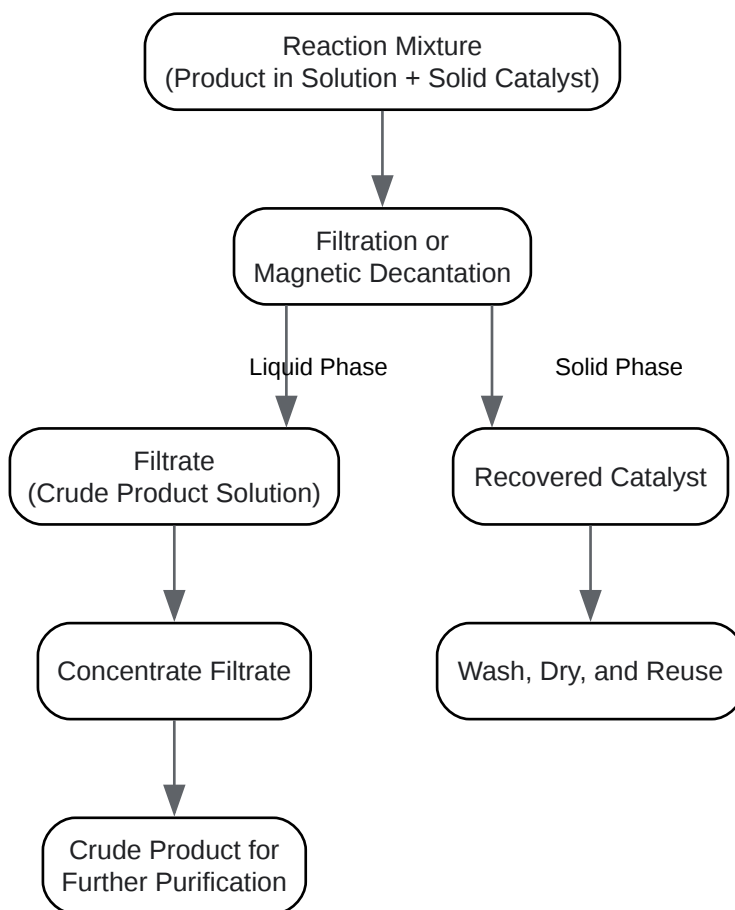 Reaction Mixture
(Product in Solution + Solid Catalyst)
Filtration or
Magnetic Decantation
Liquid Phase
Solid Phase
Filtrate
(Crude Product Solution)
Recovered Catalyst
Concentrate Filtrate
Wash, Dry, and Reuse
Crude Product for
Further Purification